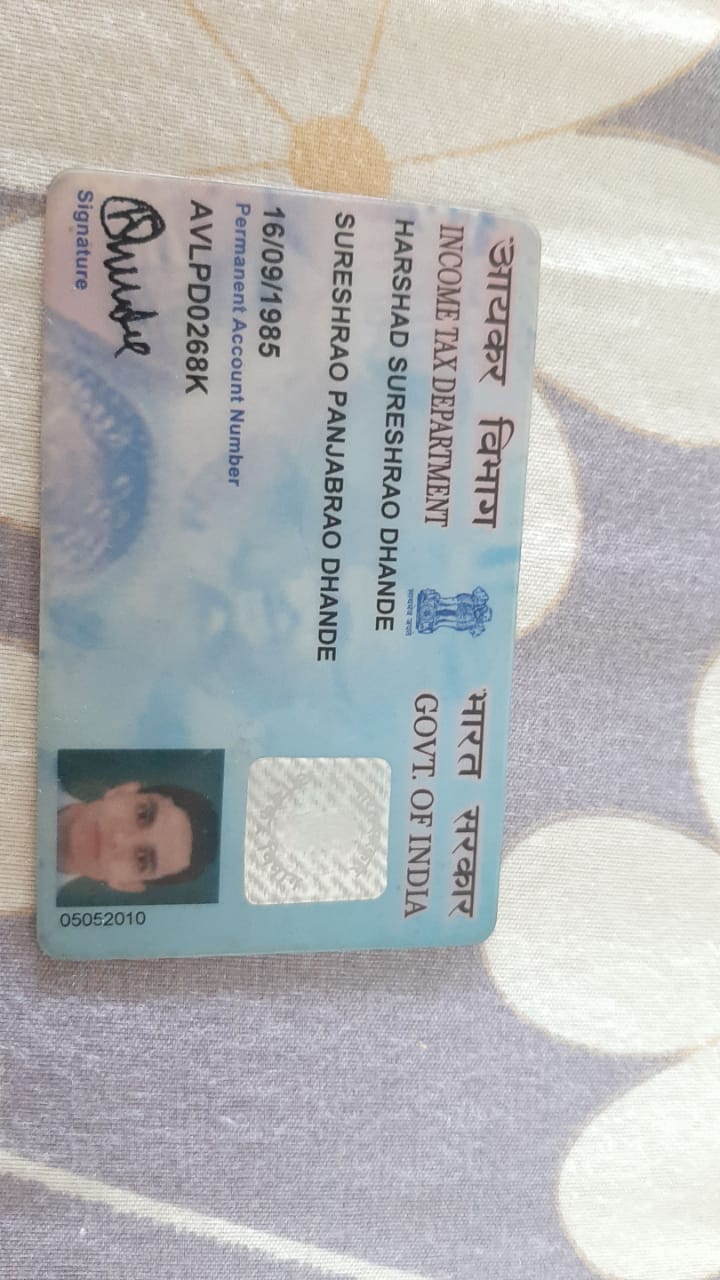 आयकर विभाग
INCOME TAX DEPARTMENT
भारत सरकार
GOVT. OF INDIA
सत्यमेव जयते
HARSHAD SURESHRAO DHANDE
SURESHRAO PANJABRAO DHANDE
16/09/1985
Permanent Account Number
AVLPD0268K
Signature
05052010